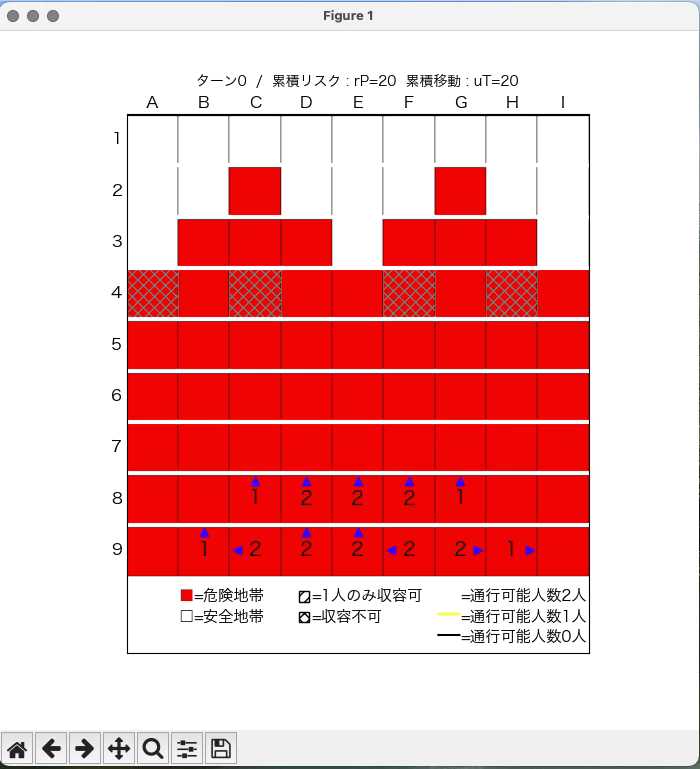 Figure 1
ターン0 / 累積リスク : rP=20 累積移動 : uT=20
A B C D E F G H I
1
2
3
4
5
6
7
8 1 2 2 2 1
9 1 2 2 2 2 2 1
=危険地帯 =1人のみ収容可 =通行可能人数2人
=安全地帯 =収容不可 =通行可能人数1人
=通行可能人数0人